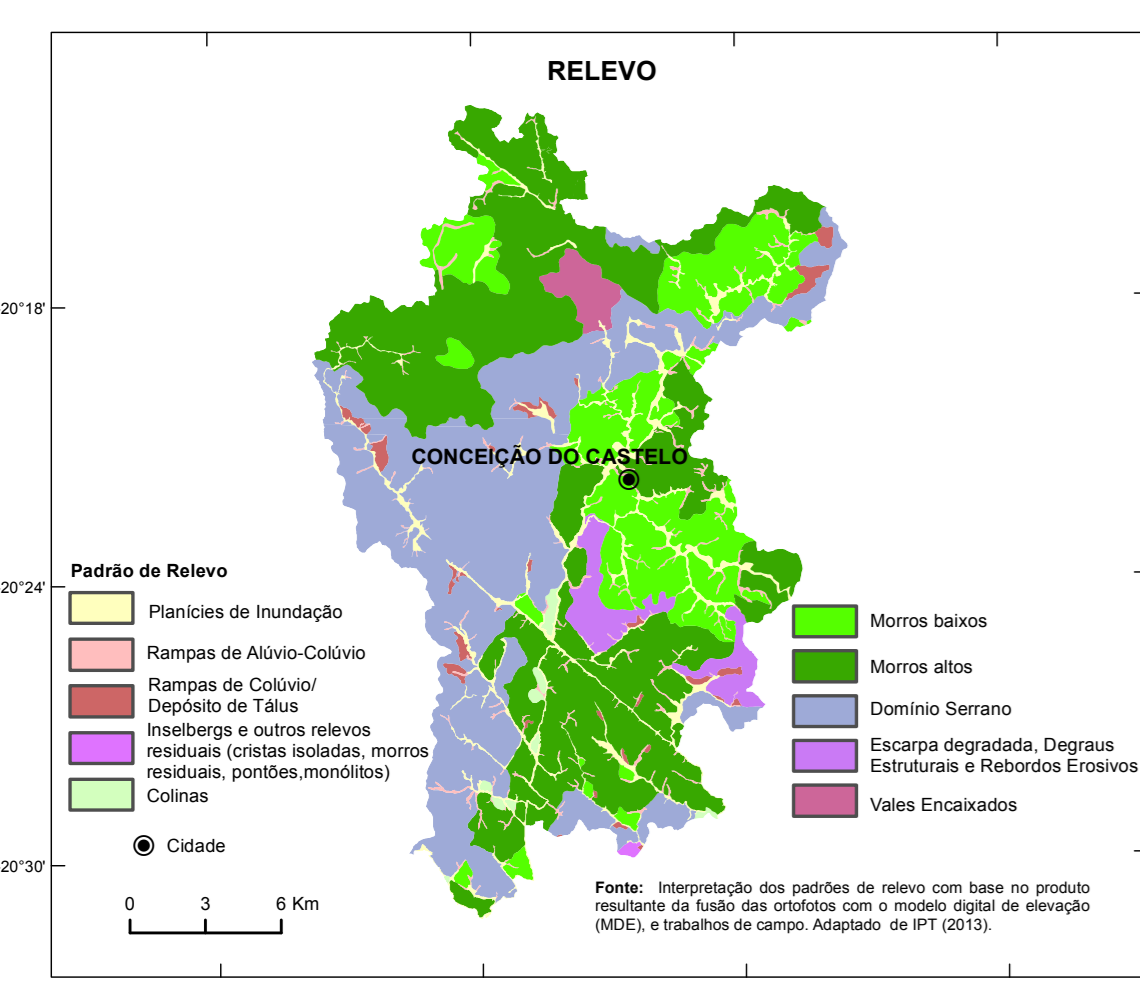 RELEVO
20°18'
CONCEIÇÃO DO CASTELO
20°24'
Padrão de Relevo
Planícies de Inundação
Rampas de Alúvio-Colúvio
Rampas de Colúvio/
Depósito de Tálus
Inselbergs e outros relevos
residuais (cristas isoladas, morros
residuais, pontões,monólitos)
Colinas
Cidade
Morros baixos
Morros altos
Domínio Serrano
Escarpa degradada, Degraus
Estruturais e Rebordos Erosivos
Vales Encaixados
20°30'
0 3 6 Km
Fonte: Interpretação dos padrões de relevo com base no produto
resultante da fusão das ortofotos com o modelo digital de elevação
(MDE), e trabalhos de campo. Adaptado de IPT (2013).